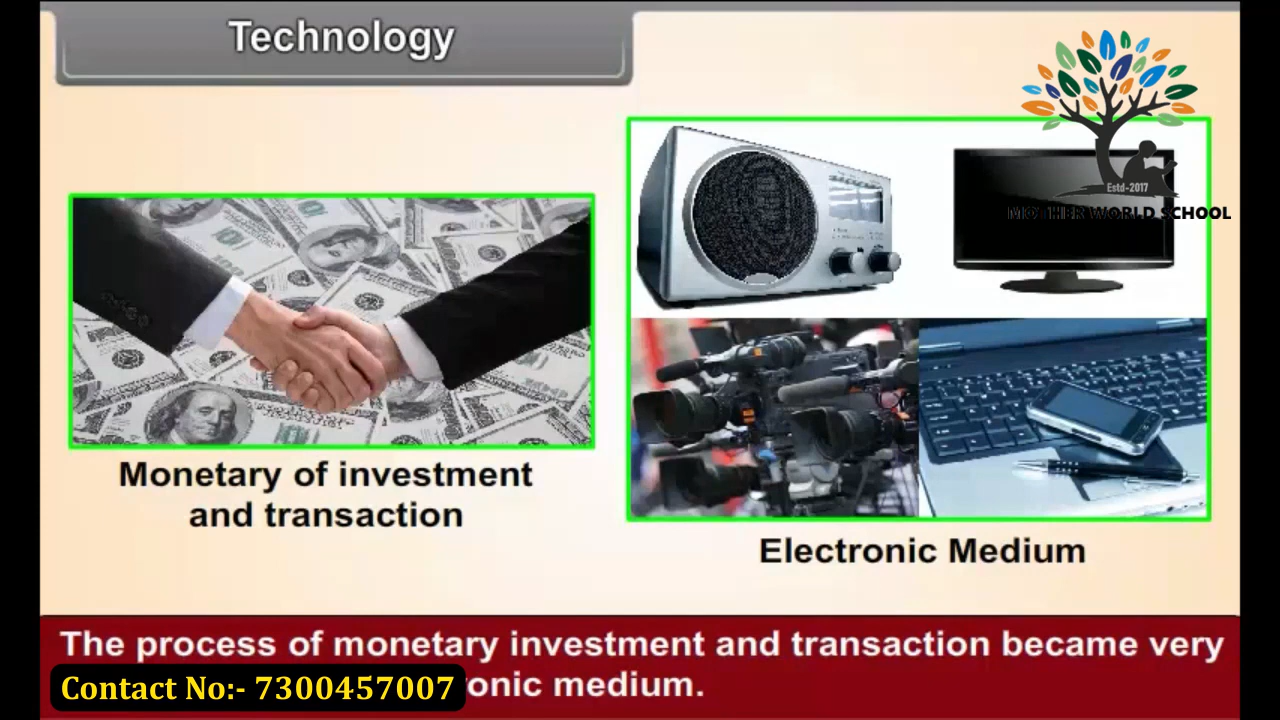 Technology
Estd-2017
MOTHER WORLD SCHOOL
Monetary of investment
and transaction
Electronic Medium
The process of monetary investment and transaction became very
Contact No:- 7300457007
ronic medium.